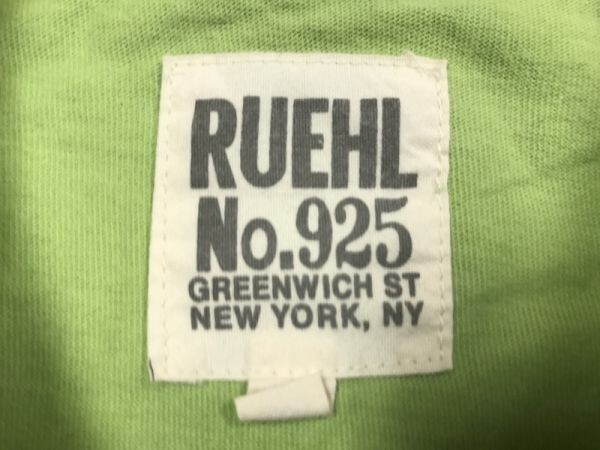 RUEHL
No.925
GREENWICH ST
NEW YORK, NY